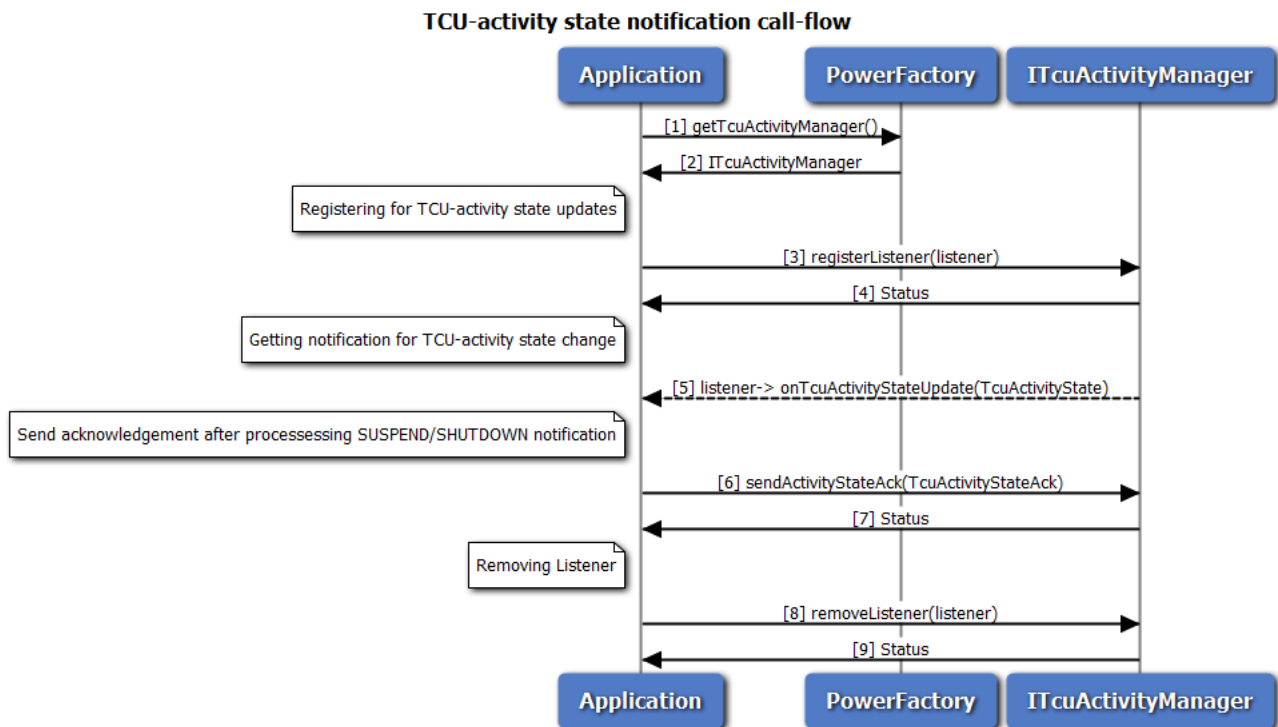 TCU-activity state notification call-flow
Application
PowerFactory
ITcuActivityManager
[1] getTcuActivityManager()
[2] ITcuActivityManager
Registering for TCU-activity state updates
[3] registerListener(listener)
[4] Status
Getting notification for TCU-activity state change
[5] listener-> onTcuActivityStateUpdate(TcuActivityState)
Send acknowledgement after processessing SUSPEND/SHUTDOWN notification
[6] sendActivityStateAck(TcuActivityStateAck)
[7] Status
Removing Listener
[8] removeListener(listener)
[9] Status
Application
PowerFactory
ITcuActivityManager